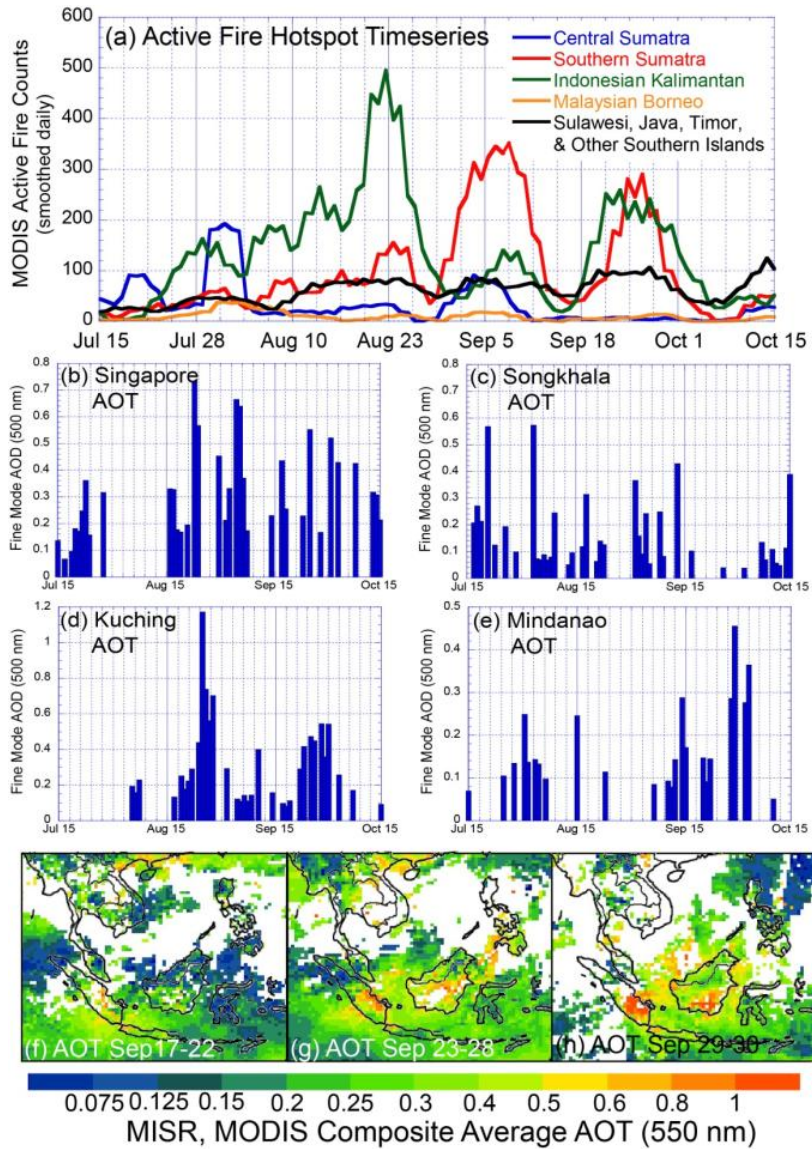 (a) Active Fire Hotspot Timeseries
Central Sumatra
Southern Sumatra
Indonesian Kalimantan
Malaysian Borneo
Sulawesi, Java, Timor,
& Other Southern Islands
MODIS Active Fire Counts
(smoothed daily)
600
500
400
300
200
100
0
Jul 15 Jul 28 Aug 10 Aug 23 Sep 5 Sep 18 Oct 1 Oct 15
(b) Singapore
AOT
Fine Mode AOD (500 nm)
0.8
0.7
0.6
0.5
0.4
0.3
0.2
0.1
0
Jul 15 Aug 15 Sep 15 Oct 15
(c) Songkhala
AOT
Fine Mode AOD (500 nm)
0.7
0.6
0.5
0.4
0.3
0.2
0.1
0
Jul 15 Aug 15 Sep 15 Oct 15
(d) Kuching
AOT
Fine Mode AOD (500 nm)
1.2
1
0.8
0.6
0.4
0.2
0
Jul 15 Aug 15 Sep 15 Oct 15
(e) Mindanao
AOT
Fine Mode AOD (500 nm)
0.5
0.4
0.3
0.2
0.1
0
Jul 15 Aug 15 Sep 15 Oct 15
(f) AOT Sep17-22
(g) AOT Sep 23-28
(h) AOT Sep 29-30
0.075 0.125 0.15 0.2 0.25 0.3 0.4 0.5 0.6 0.8 1
MISR, MODIS Composite Average AOT (550 nm)